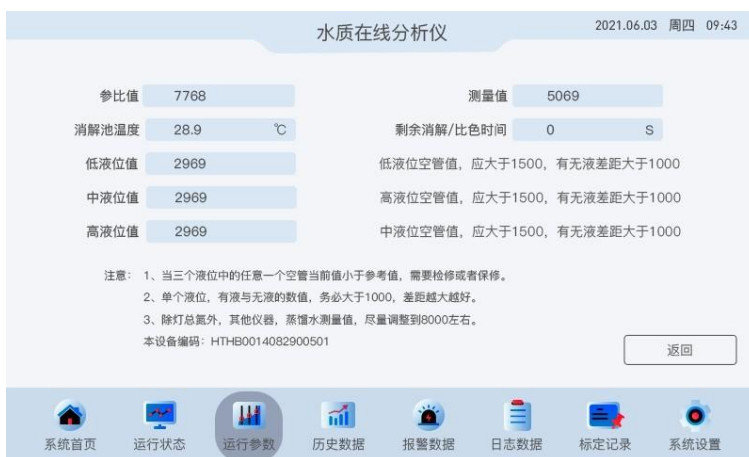 水质在线分析仪
2021.06.03 周四 09:43
参比值 7768 测量值 5069
消解池温度 28.9 ℃ 剩余消解/比色时间 0 S
低液位值 2969 低液位空管值，应大于1500，有无液差距大于1000
中液位值 2969 高液位空管值，应大于1500，有无液差距大于1000
高液位值 2969 中液位空管值，应大于1500，有无液差距大于1000
注意：1、当三个液位中的任意一个空管当前值小于参考值，需要检修或者保修。
2、单个液位，有液与无液的数值，务必大于1000，差距越大越好。
3、除灯总氮外，其他仪器，蒸馏水测量值，尽量调整到8000左右。
本设备编码：HTHB0014082900501
返回
系统首页 运行状态 运行参数 历史数据 报警数据 日志数据 标定记录 系统设置